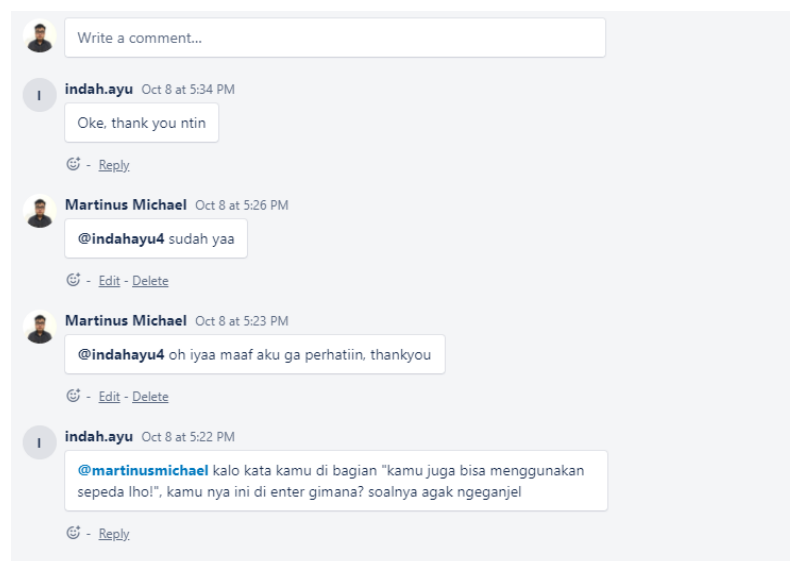 Write a comment...
I
indah.ayu Oct 8 at 5:34 PM
Oke, thank you ntin
- Reply
Martinus Michael Oct 8 at 5:26 PM
@indahayu4 sudah yaa
- Edit - Delete
Martinus Michael Oct 8 at 5:23 PM
@indahayu4 oh iyaa maaf aku ga perhatiin, thankyou
- Edit - Delete
I
indah.ayu Oct 8 at 5:22 PM
@martinusmichael kalo kata kamu di bagian "kamu juga bisa menggunakan
sepeda lho!", kamu nya ini di enter gimana? soalnya agak ngeganjel
- Reply